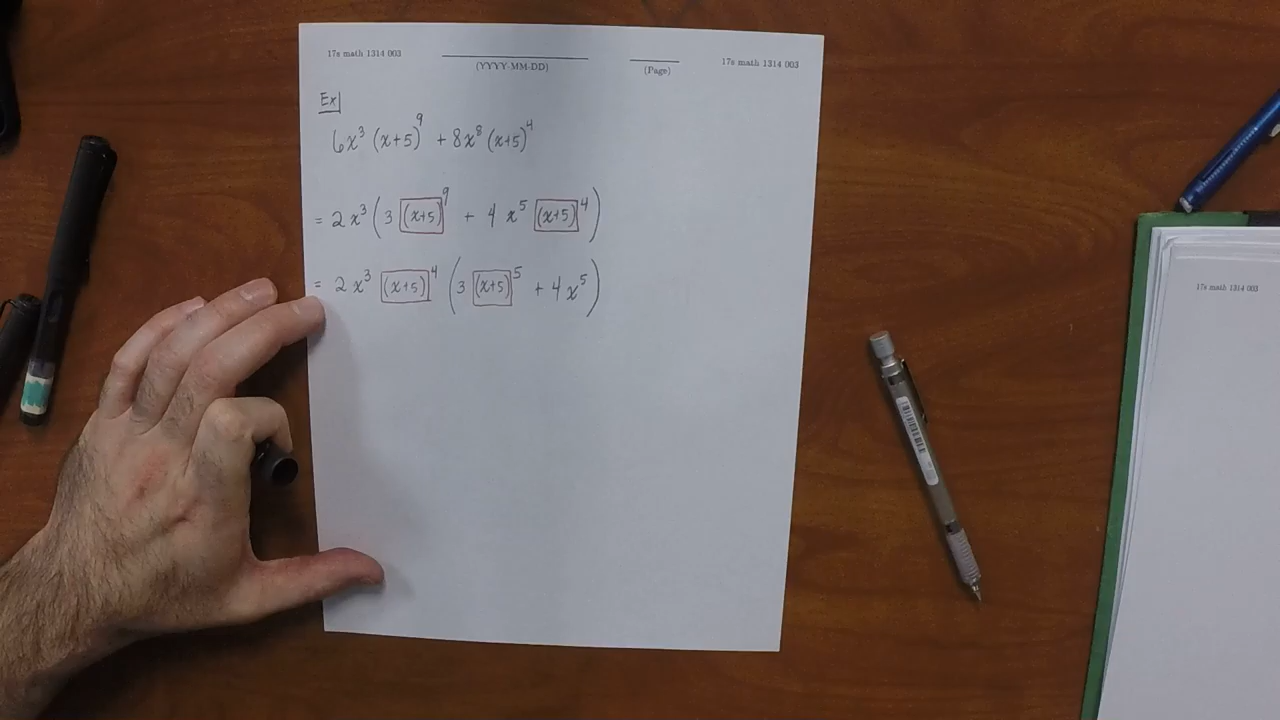 17s math 1314 003 (YYYY-MM-DD) (Page) 17s math 1314 003
Ex
6x³ (x+5)⁹ + 8x⁸ (x+5)⁴
= 2x³ (3 (x+5)⁹ + 4 x⁵ (x+5)⁴)
= 2x³ (x+5)⁴ (3 (x+5)⁵ + 4x⁵)
17s math 1314 003